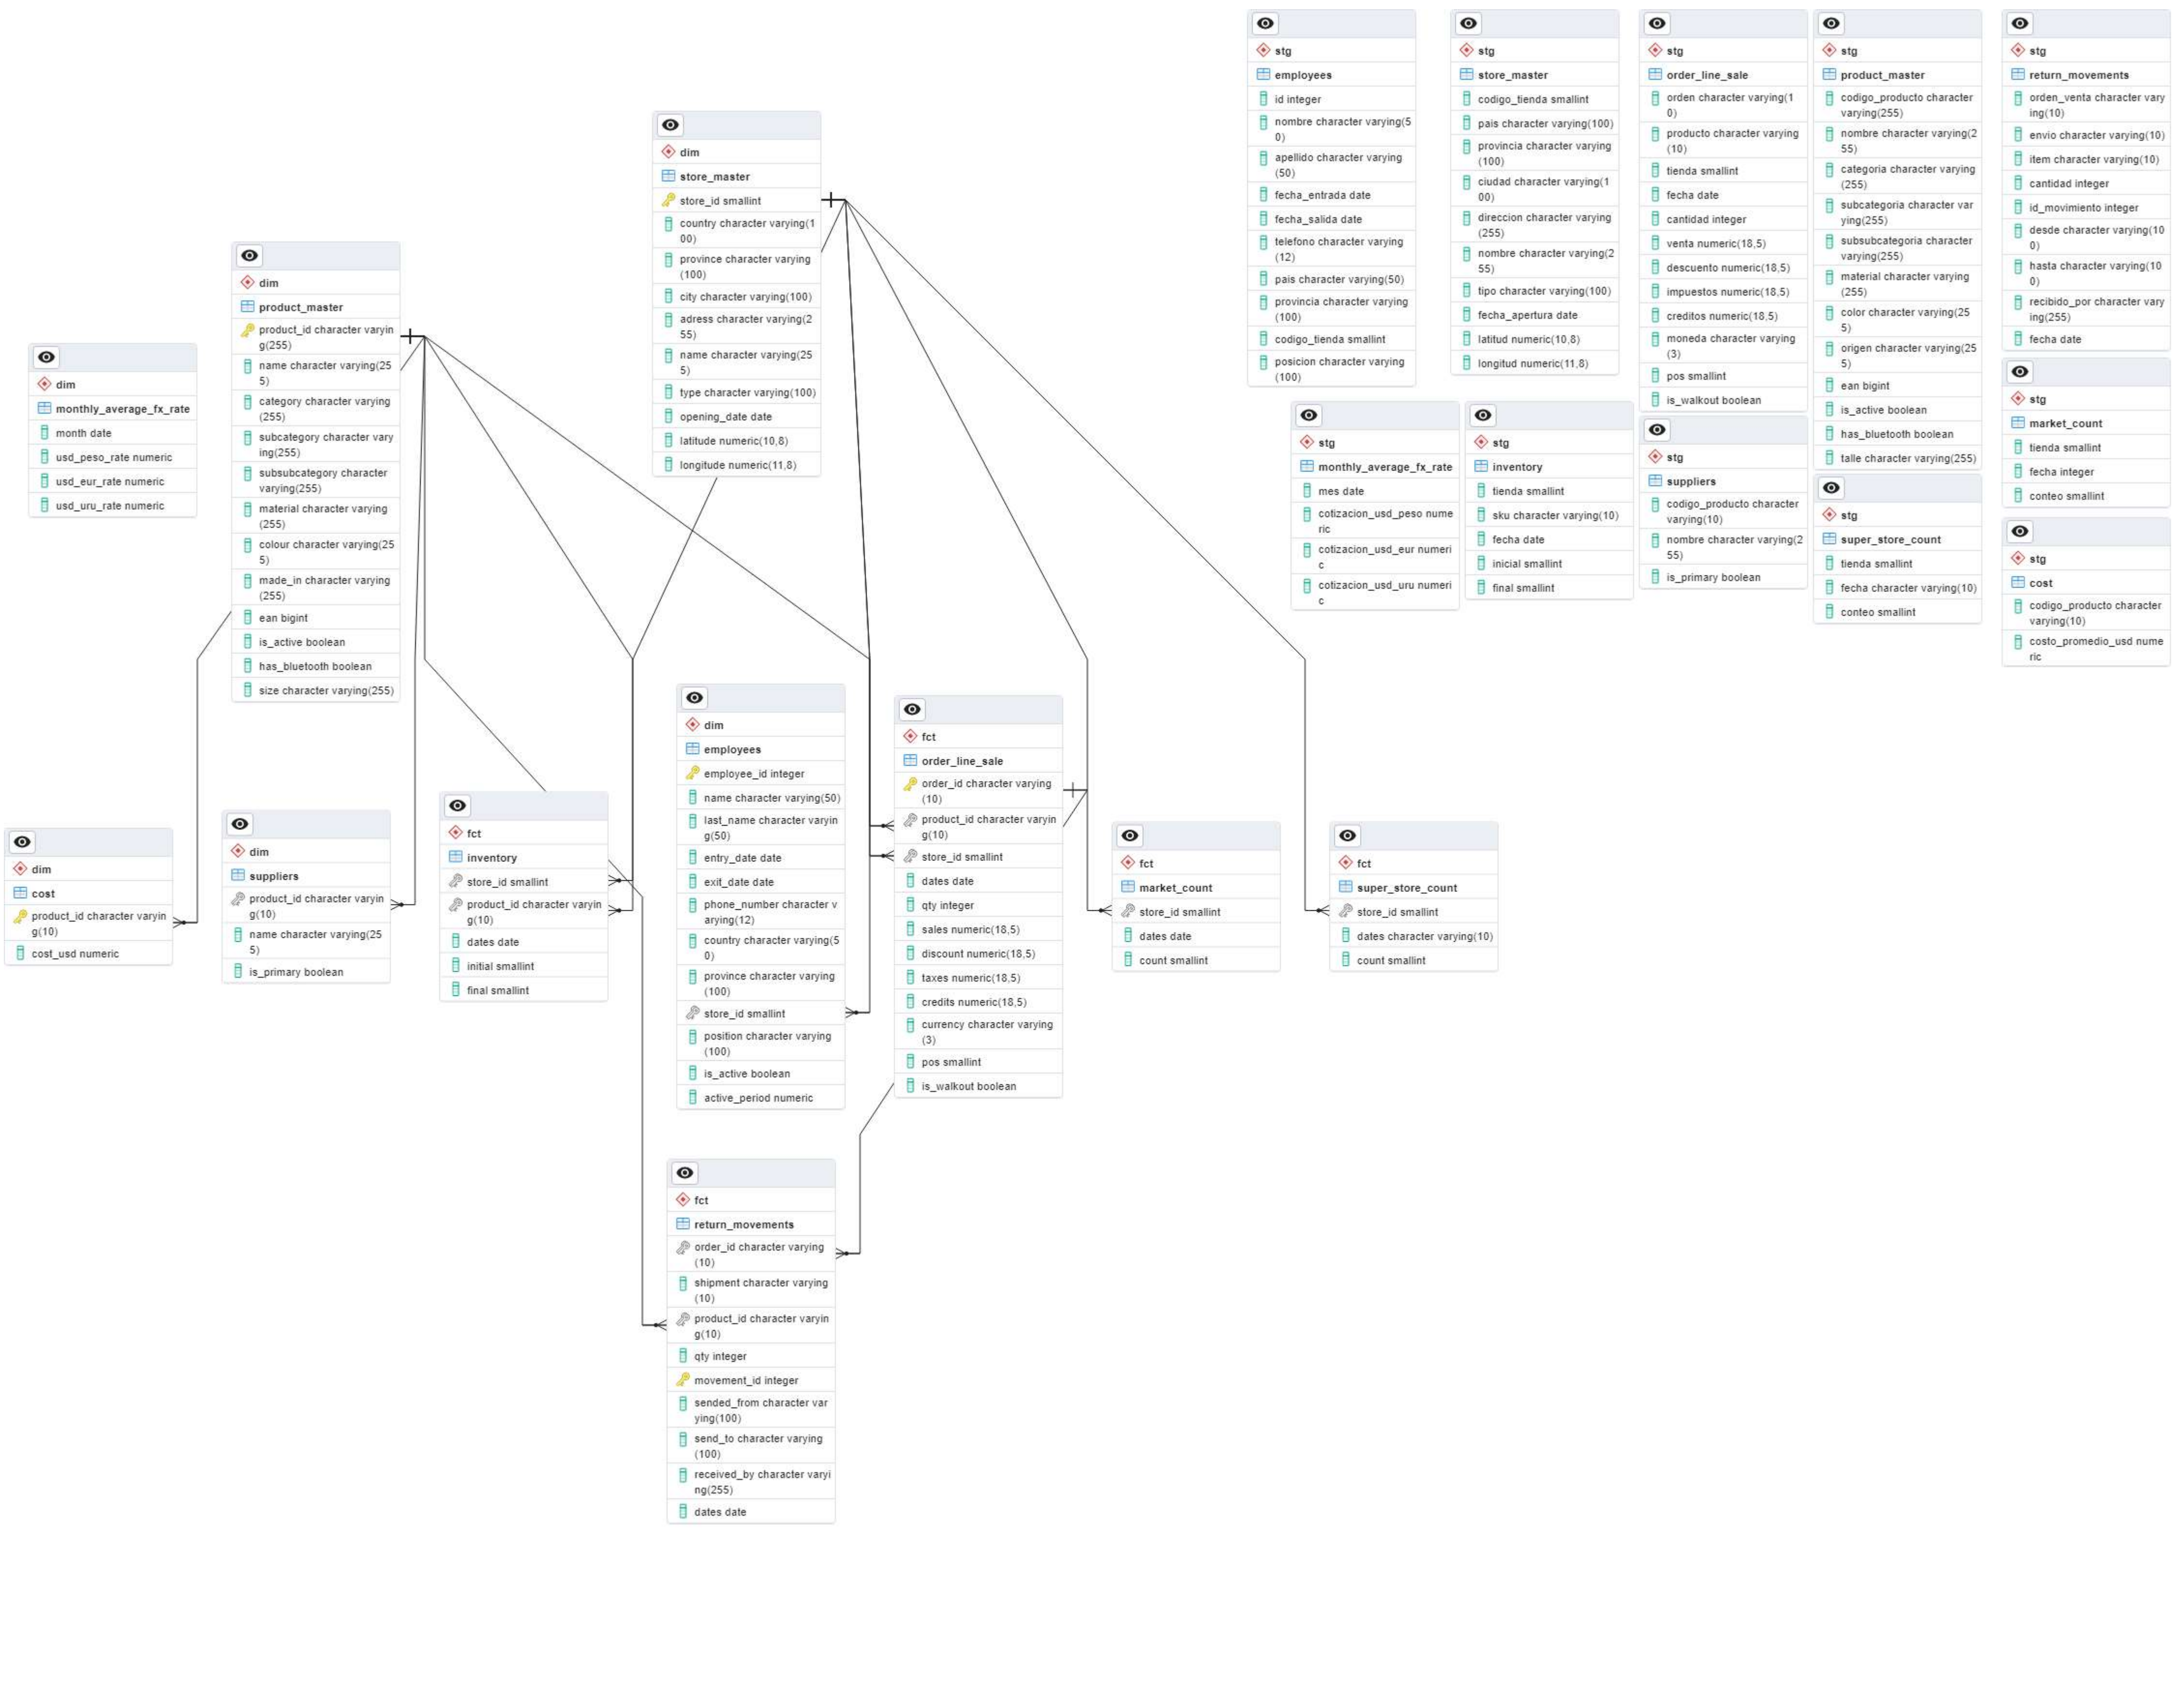 dim
monthly_average_fx_rate
month date
usd_peso_rate numeric
usd_eur_rate numeric
usd_uru_rate numeric
dim
product_master
product_id character varyin
g(255)
name character varying(25
5)
category character varying
(255)
subcategory character vary
ing(255)
subsubcategory character
varying(255)
material character varying
(255)
colour character varying(25
5)
made_in character varying
(255)
ean bigint
is_active boolean
has_bluetooth boolean
size character varying(255)
dim
store_master
store_id smallint
country character varying(1
00)
province character varying
(100)
city character varying(100)
adress character varying(2
55)
name character varying(25
5)
type character varying(100)
opening_date date
latitude numeric(10,8)
longitude numeric(11,8)
stg
employees
id integer
nombre character varying(5
0)
apellido character varying
(50)
fecha_entrada date
fecha_salida date
telefono character varying
(12)
pais character varying(50)
provincia character varying
(100)
codigo_tienda smallint
posicion character varying
(100)
stg
store_master
codigo_tienda smallint
pais character varying(100)
provincia character varying
(100)
ciudad character varying(1
00)
direccion character varying
(255)
nombre character varying(2
55)
tipo character varying(100)
fecha_apertura date
latitud numeric(10,8)
longitud numeric(11,8)
stg
order_line_sale
orden character varying(1
0)
producto character varying
(10)
tienda smallint
fecha date
cantidad integer
venta numeric(18,5)
descuento numeric(18,5)
impuestos numeric(18,5)
creditos numeric(18,5)
moneda character varying
(3)
pos smallint
is_walkout boolean
stg
product_master
codigo_producto character
varying(255)
nombre character varying(2
55)
categoria character varying
(255)
subcategoria character var
ying(255)
subsubcategoria character
varying(255)
material character varying
(255)
color character varying(25
5)
origen character varying(25
5)
ean bigint
is_active boolean
has_bluetooth boolean
talle character varying(255)
stg
return_movements
orden_venta character vary
ing(10)
envio character varying(10)
item character varying(10)
cantidad integer
id_movimiento integer
desde character varying(10
0)
hasta character varying(10
0)
recibido_por character vary
ing(255)
fecha date
stg
monthly_average_fx_rate
mes date
cotizacion_usd_peso nume
ric
cotizacion_usd_eur numeri
c
cotizacion_usd_uru numeri
c
stg
inventory
tienda smallint
sku character varying(10)
fecha date
inicial smallint
final smallint
stg
suppliers
codigo_producto character
varying(10)
nombre character varying(2
55)
is_primary boolean
stg
super_store_count
tienda smallint
fecha character varying(10)
conteo smallint
stg
market_count
tienda smallint
fecha integer
conteo smallint
stg
cost
codigo_producto character
varying(10)
costo_promedio_usd nume
ric
dim
cost
product_id character varyin
g(10)
cost_usd numeric
dim
suppliers
product_id character varyin
g(10)
name character varying(25
5)
is_primary boolean
fct
inventory
store_id smallint
product_id character varyin
g(10)
dates date
initial smallint
final smallint
dim
employees
employee_id integer
name character varying(50)
last_name character varyin
g(50)
entry_date date
exit_date date
phone_number character v
arying(12)
country character varying(5
0)
province character varying
(100)
store_id smallint
position character varying
(100)
is_active boolean
active_period numeric
fct
order_line_sale
order_id character varying
(10)
product_id character varyin
g(10)
store_id smallint
dates date
qty integer
sales numeric(18,5)
discount numeric(18,5)
taxes numeric(18,5)
credits numeric(18,5)
currency character varying
(3)
pos smallint
is_walkout boolean
fct
market_count
store_id smallint
dates date
count smallint
fct
super_store_count
store_id smallint
dates character varying(10)
count smallint
fct
return_movements
order_id character varying
(10)
shipment character varying
(10)
product_id character varyin
g(10)
qty integer
movement_id integer
sended_from character var
ying(100)
send_to character varying
(100)
received_by character varyi
ng(255)
dates date